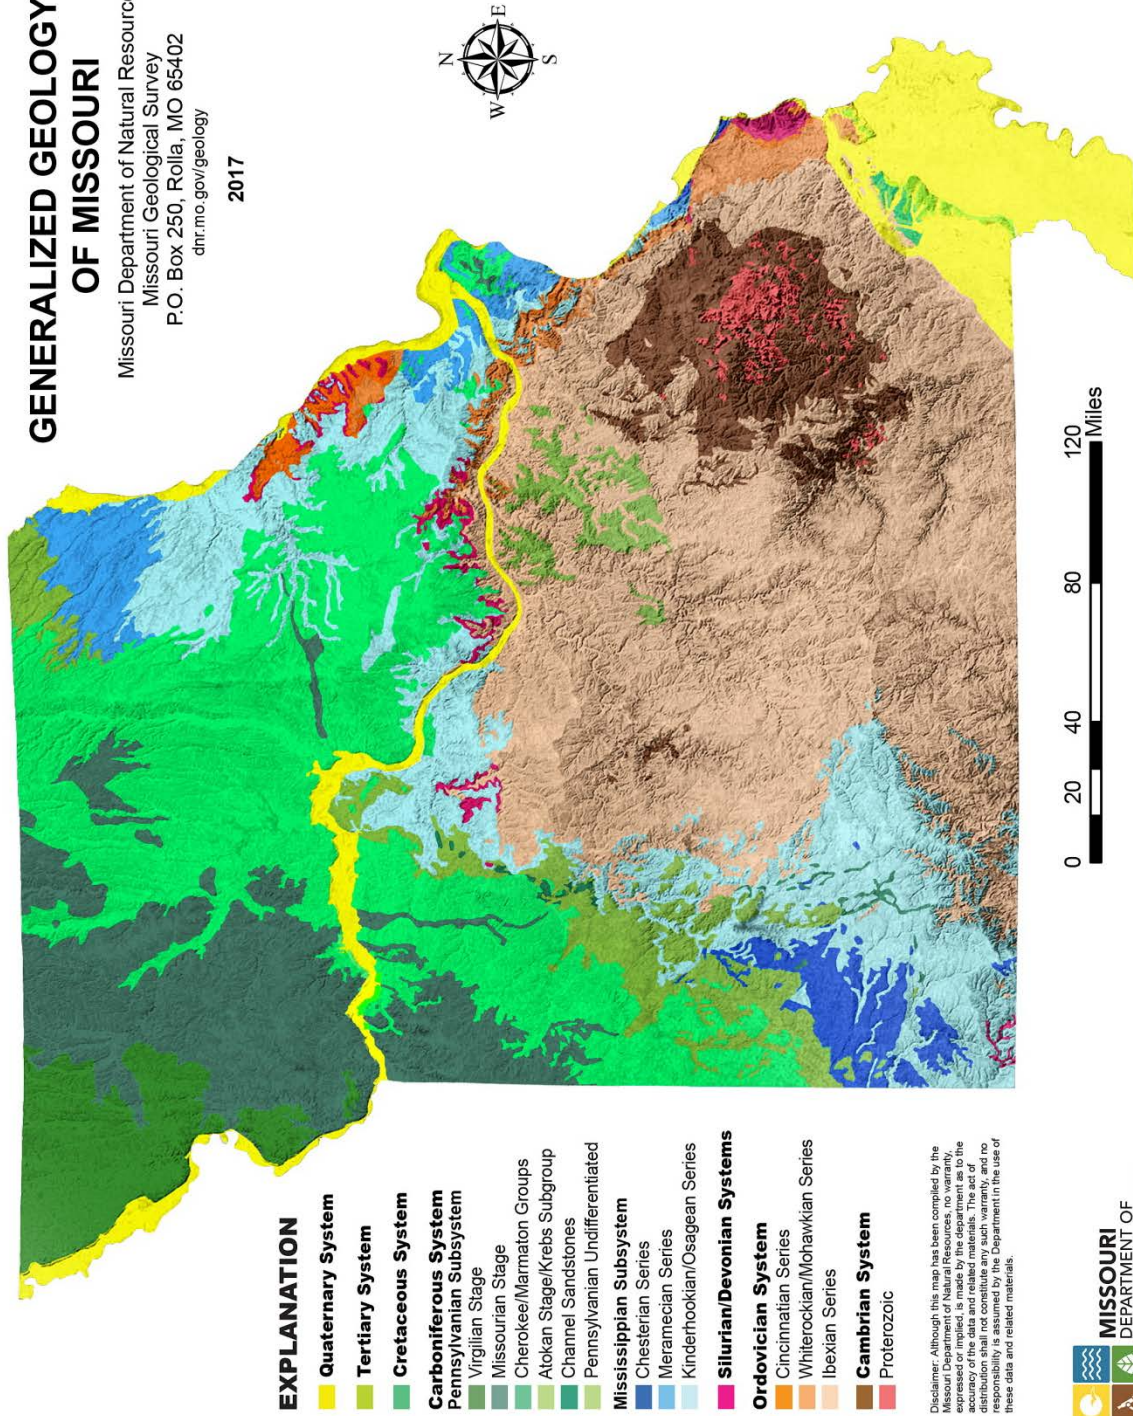 GENERALIZED GEOLOGY
OF MISSOURI
Missouri Department of Natural Resourc
Missouri Geological Survey
P.O. Box 250, Rolla, MO 65402
dnr.mo.gov/geology
2017
N
E
S
W
EXPLANATION
Quaternary System
Tertiary System
Cretaceous System
Carboniferous System
Pennsylvanian Subsystem
Virgilian Stage
Missourian Stage
Cherokee/Marmaton Groups
Atokan Stage/Krebs Subgroup
Channel Sandstones
Pennsylvanian Undifferentiated
Mississippian Subsystem
Chesterian Series
Meramecian Series
Kinderhookian/Osagean Series
Silurian/Devonian Systems
Ordovician System
Cincinnatian Series
Whiterockian/Mohawkian Series
Ibexian Series
Cambrian System
Proterozoic
0 20 40 80 120
Miles
Disclaimer: Although this map has been compiled by the
Missouri Department of Natural Resources, no warranty,
expressed or implied, is made by the department as to the
accuracy of the data and related materials. The act of
distribution shall not constitute any such warranty, and no
responsibility is assumed by the Department in the use of
these data and related materials.
MISSOURI
DEPARTMENT OF